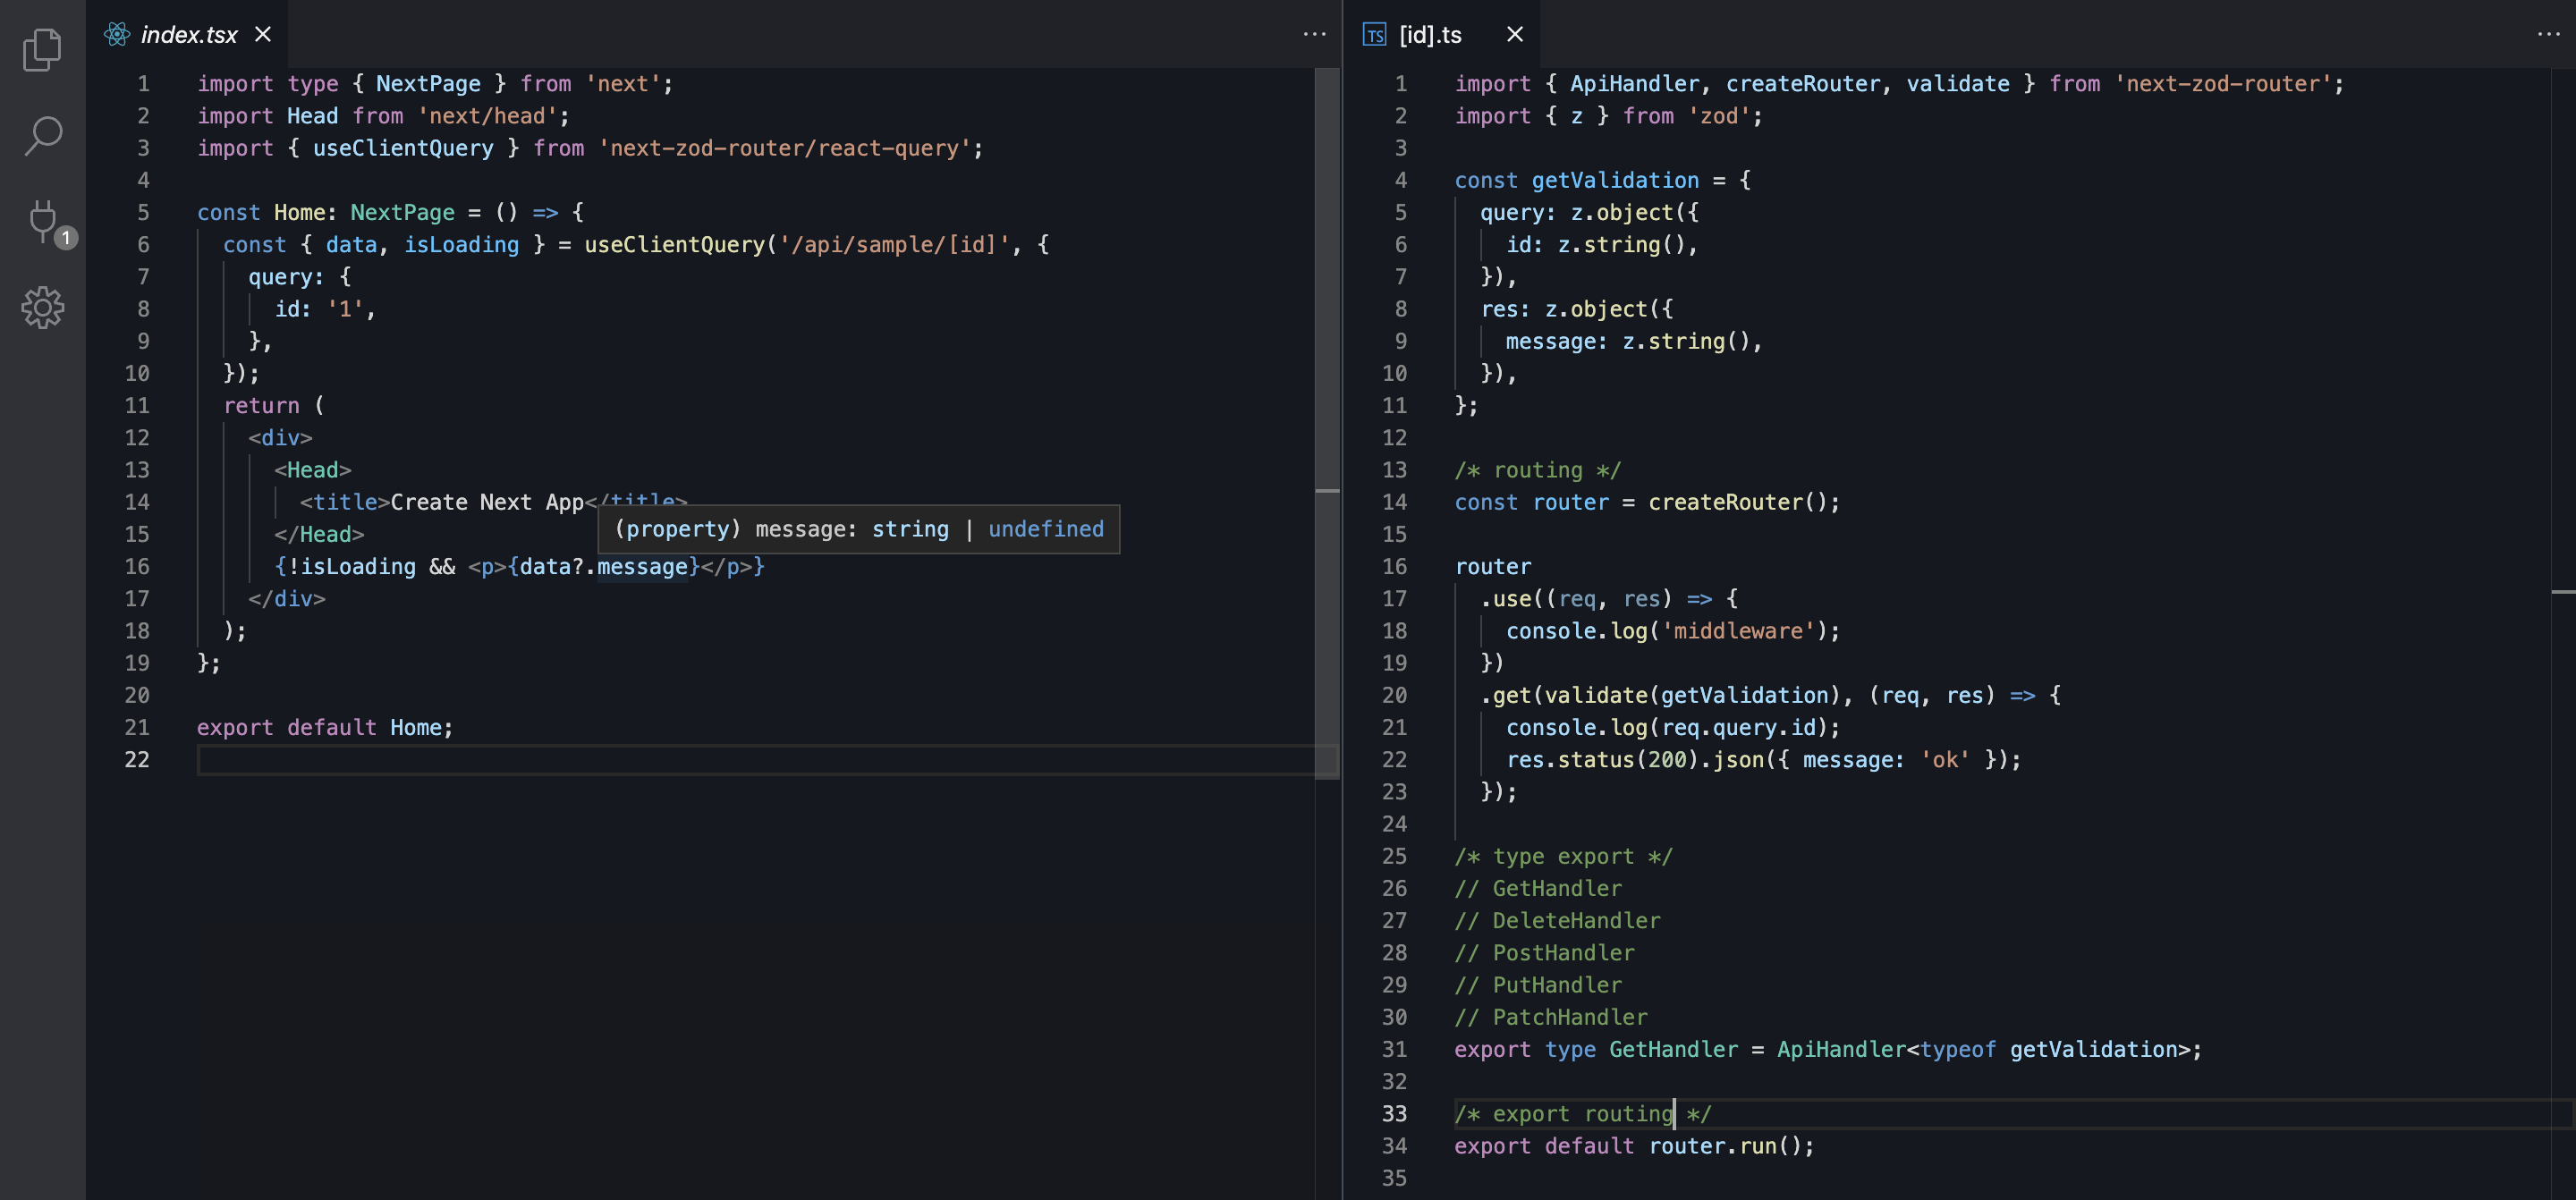 index.tsx
1 import type { NextPage } from 'next';
2 import Head from 'next/head';
3 import { useClientQuery } from 'next-zod-router/react-query';
4
5 const Home: NextPage = () => {
6 const { data, isLoading } = useClientQuery('/api/sample/[id]', {
7 query: {
8 id: '1',
9 },
10 });
11 return (
12 <div>
13 <Head>
14 <title>Create Next App</title>
(property) message: string | undefined
15 </Head>
16 {!isLoading && <p>{data?.message}</p>}
17 </div>
18 );
19 };
20
21 export default Home;
22
1
[id].ts
1 import { ApiHandler, createRouter, validate } from 'next-zod-router';
2 import { z } from 'zod';
3
4 const getValidation = {
5 query: z.object({
6 id: z.string(),
7 }),
8 res: z.object({
9 message: z.string(),
10 }),
11 };
12
13 /* routing */
14 const router = createRouter();
15
16 router
17 .use((req, res) => {
18 console.log('middleware');
19 })
20 .get(validate(getValidation), (req, res) => {
21 console.log(req.query.id);
22 res.status(200).json({ message: 'ok' });
23 });
24
25 /* type export */
26 // GetHandler
27 // DeleteHandler
28 // PostHandler
29 // PutHandler
30 // PatchHandler
31 export type GetHandler = ApiHandler<typeof getValidation>;
32
33 /* export routing */
34 export default router.run();
35